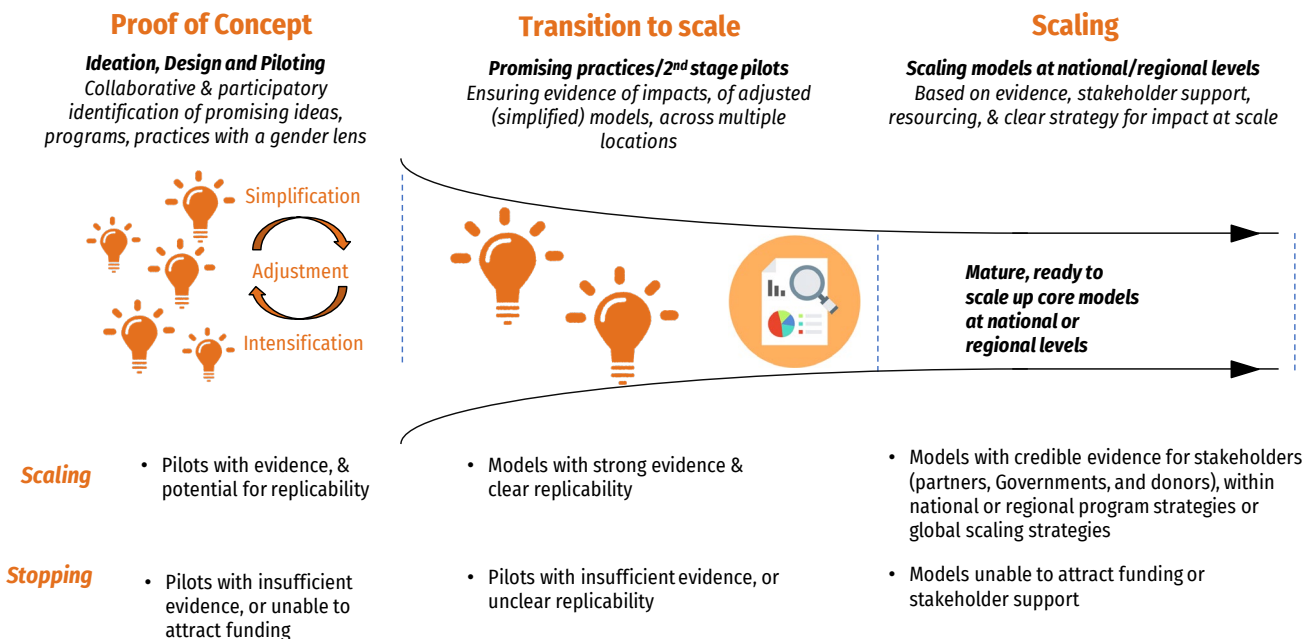 Proof of Concept
Ideation, Design and Piloting
Collaborative & participatory
identification of promising ideas,
programs, practices with a gender lens
Transition to scale
Promising practices/2nd stage pilots
Ensuring evidence of impacts, of adjusted
(simplified) models, across multiple
locations
Scaling
Scaling models at national/regional levels
Based on evidence, stakeholder support,
resourcing, & clear strategy for impact at scale
Simplification
Adjustment
Intensification
Mature, ready to
scale up core models
at national or
regional levels
Scaling
• Pilots with evidence, &
potential for replicability
• Models with strong evidence &
clear replicability
• Models with credible evidence for stakeholders
(partners, Governments, and donors), within
national or regional program strategies or
global scaling strategies
Stopping
• Pilots with insufficient
evidence, or unable to
attract funding
• Pilots with insufficient evidence, or
unclear replicability
• Models unable to attract funding or
stakeholder support